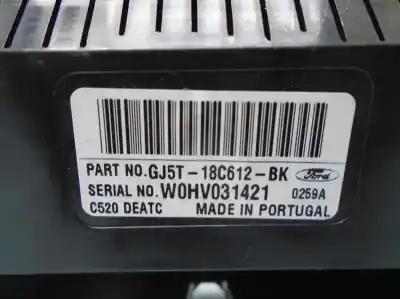 PART NO.GJ5T-18C612-BK Ford
SERIAL NO.W0HV031421 0259A
C520 DEATC MADE IN PORTUGAL